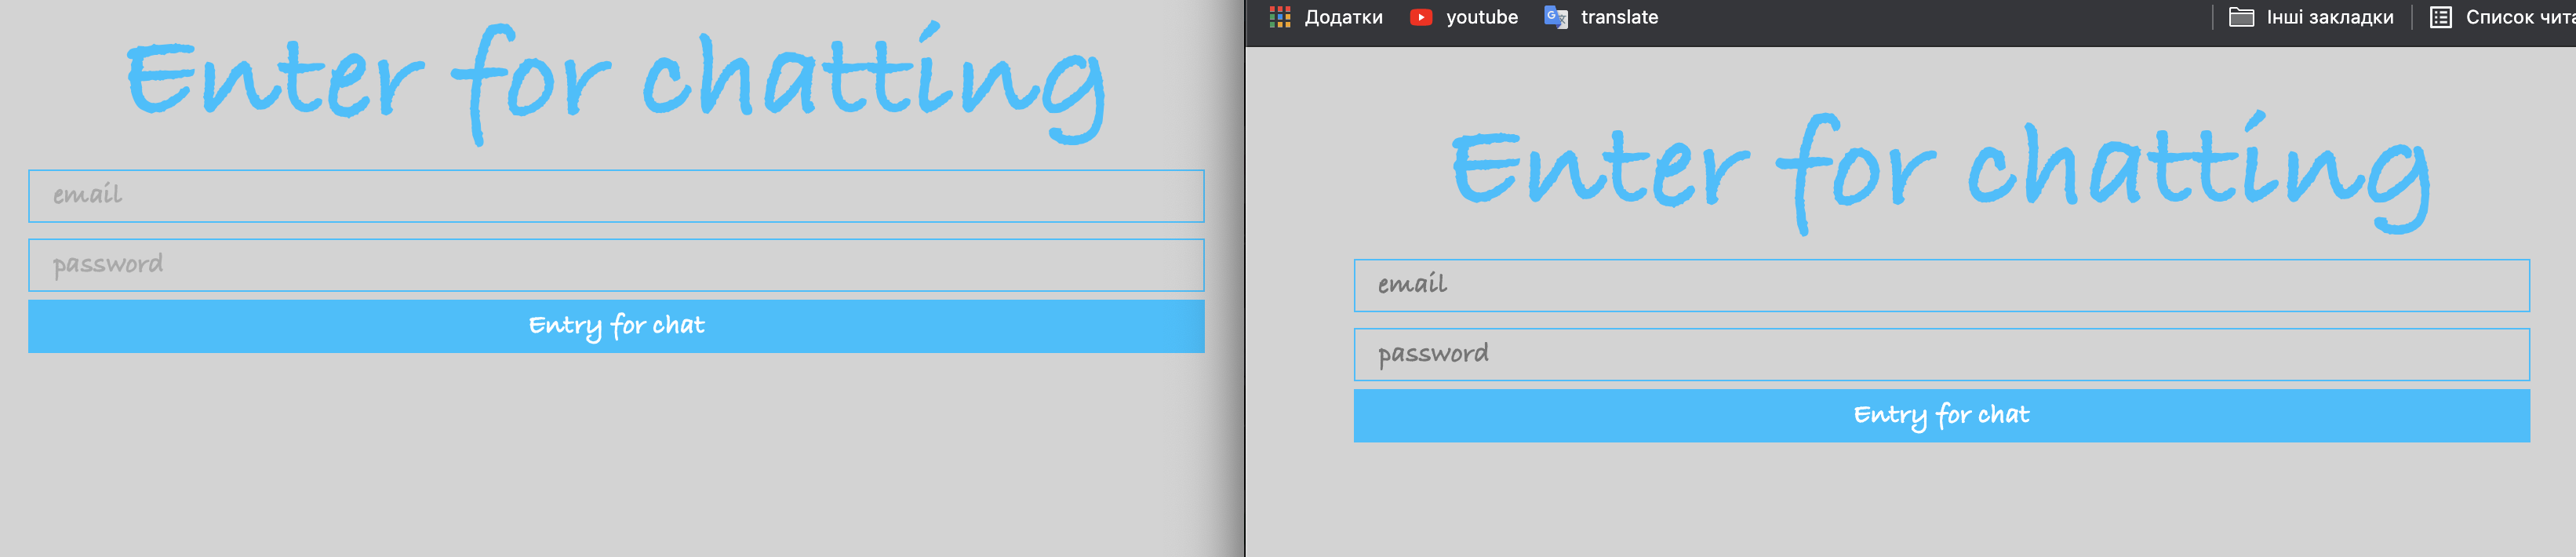 Enter for chatting
email
password
Entry for chat
Додатки youtube translate Інші закладки Список чита
Enter for chatting
email
password
Entry for chat